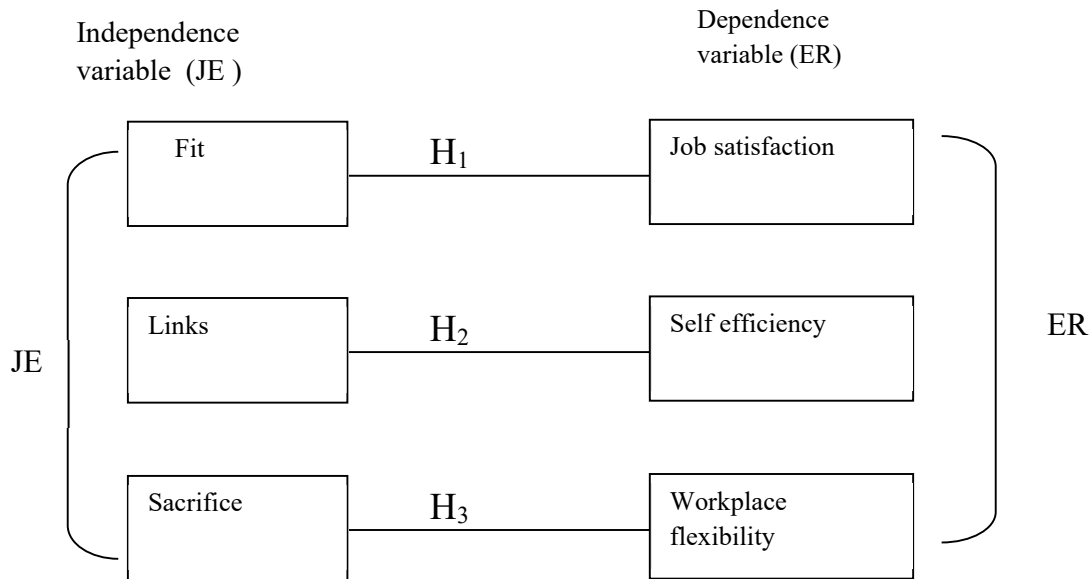 Independence
variable (JE )
Dependence
variable (ER)
Fit
H₁
Job satisfaction
Links
H₂
Self efficiency
JE
ER
Sacrifice
H₃
Workplace
flexibility